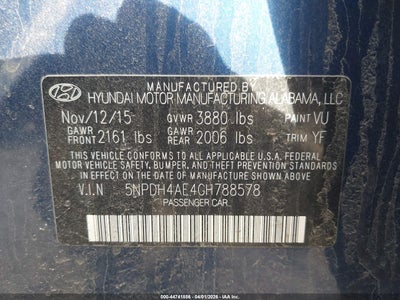 MANUFACTURED BY
HYUNDAI MOTOR MANUFACTURING ALABAMA, LLC
Nov/12/15 GVWR 3880 lbs PAINT VU
GAWR FRONT 2161 lbs GAWR REAR 2006 lbs TRIM YF
THIS VEHICLE CONFORMS TO ALL APPLICABLE U.S. FEDERAL
MOTOR VEHICLE SAFETY, BUMPER, AND THEFT PREVENTION STANDARDS
IN EFFECT ON THE DATE OF MANUFACTURE SHOWN ABOVE.
V.I.N 5NPDH4AE4GH788578
PASSENGER CAR
000-44741886 04/01/2026 - IAA Inc.